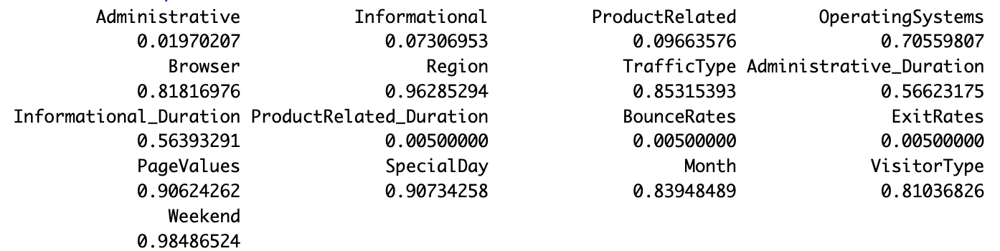 Administrative Informational ProductRelated OperatingSystems
0.01970207 0.07306953 0.09663576 0.70559807
Browser Region TrafficType Administrative_Duration
0.81816976 0.96285294 0.85315393 0.56623175
Informational_Duration ProductRelated_Duration BounceRates ExitRates
0.56393291 0.00500000 0.00500000 0.00500000
PageValues SpecialDay Month VisitorType
0.90624262 0.90734258 0.83948489 0.81036826
Weekend
0.98486524